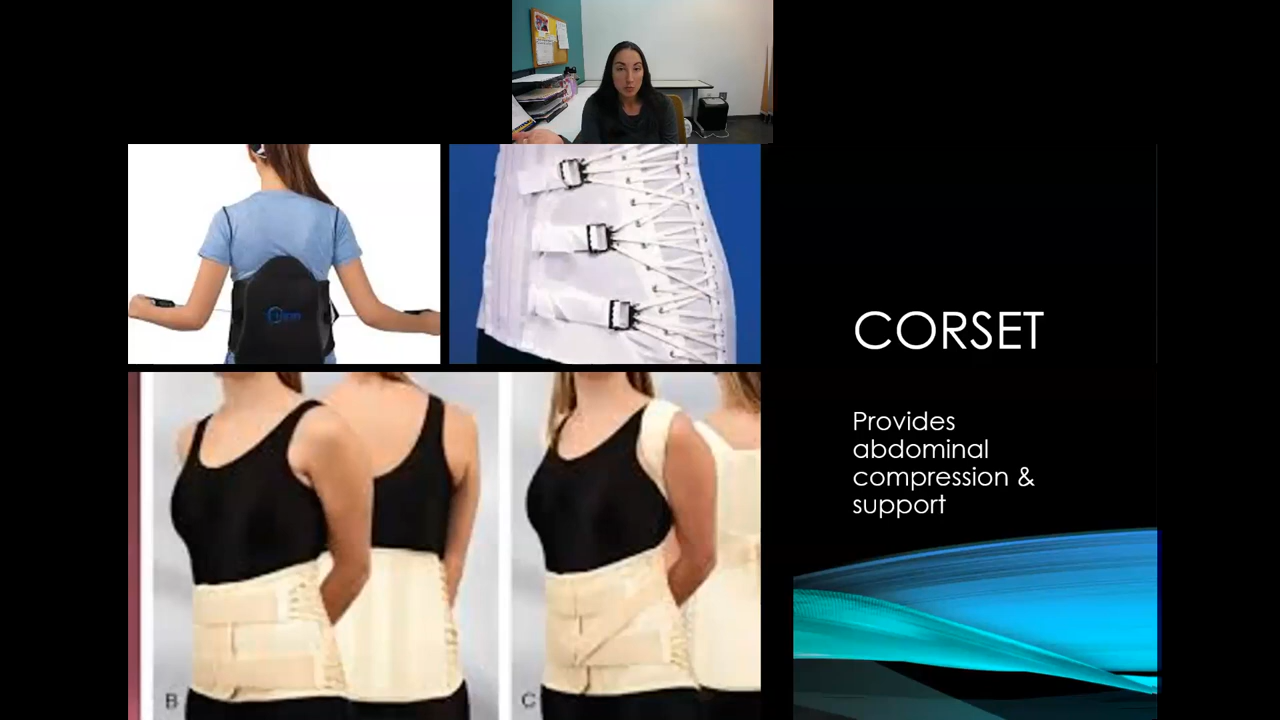 CORSET
Provides
abdominal
compression &
support
B
C